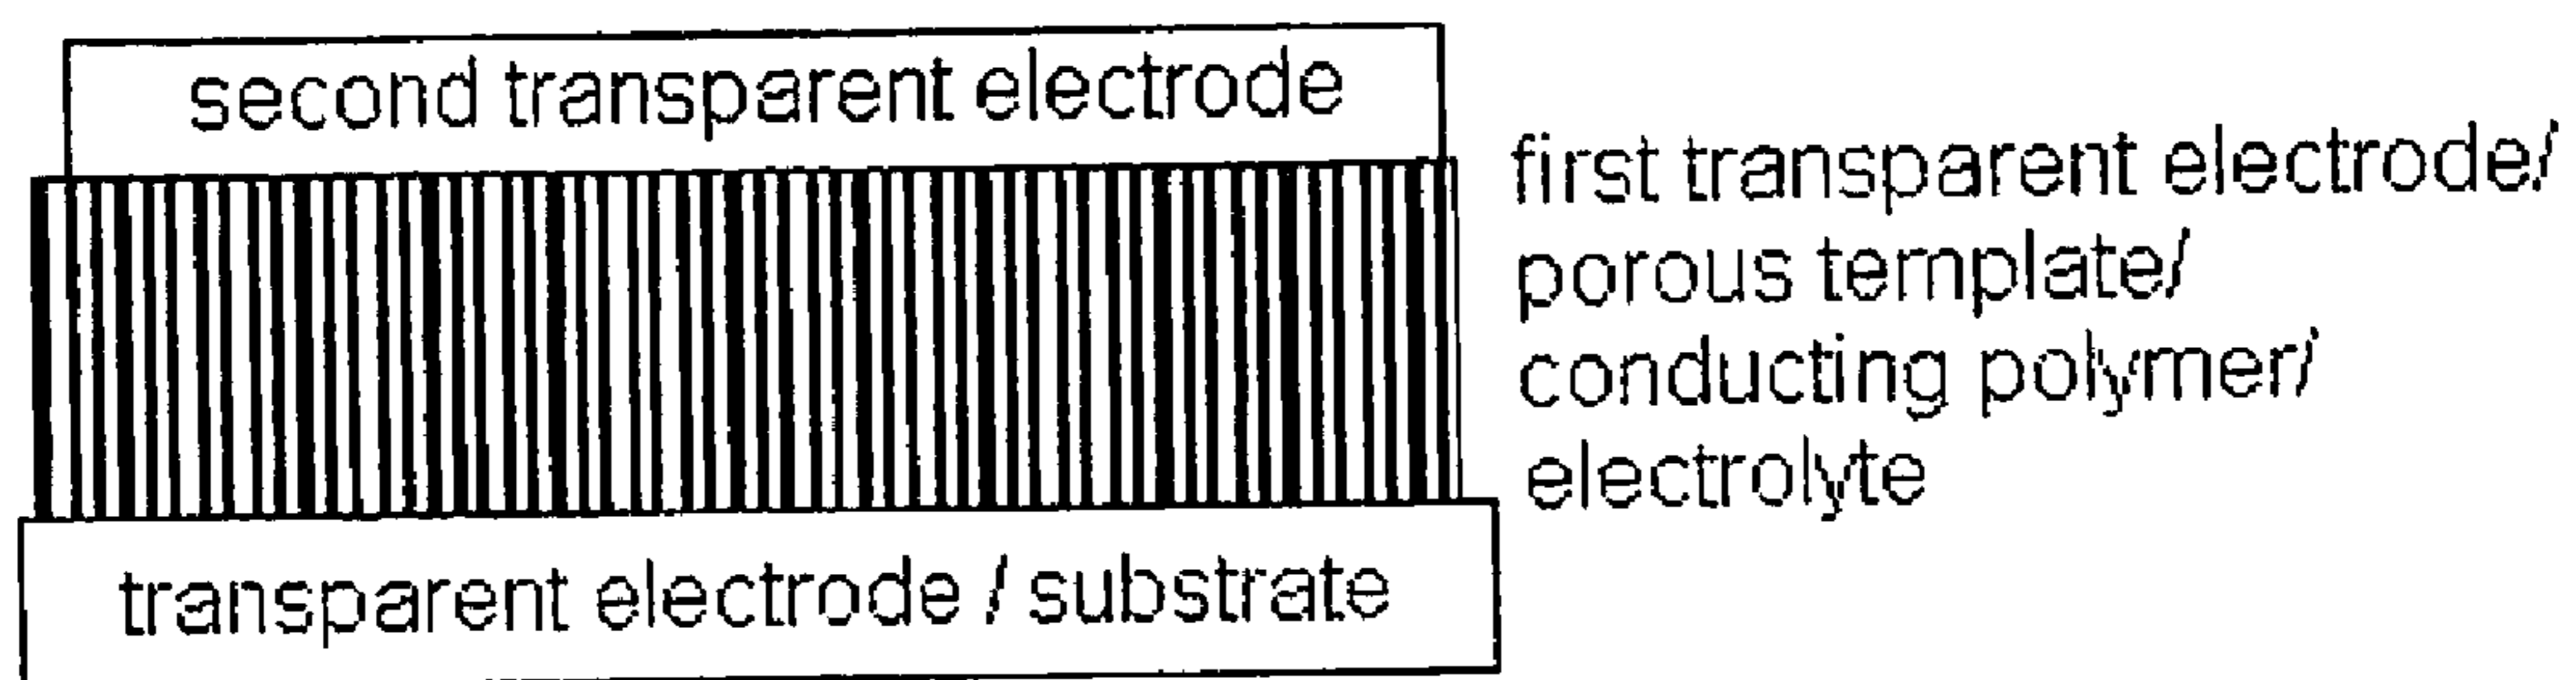 second transparent electrode
first transparent electrode/
porous template/
conducting polymer/
electrolyte
transparent electrode / substrate